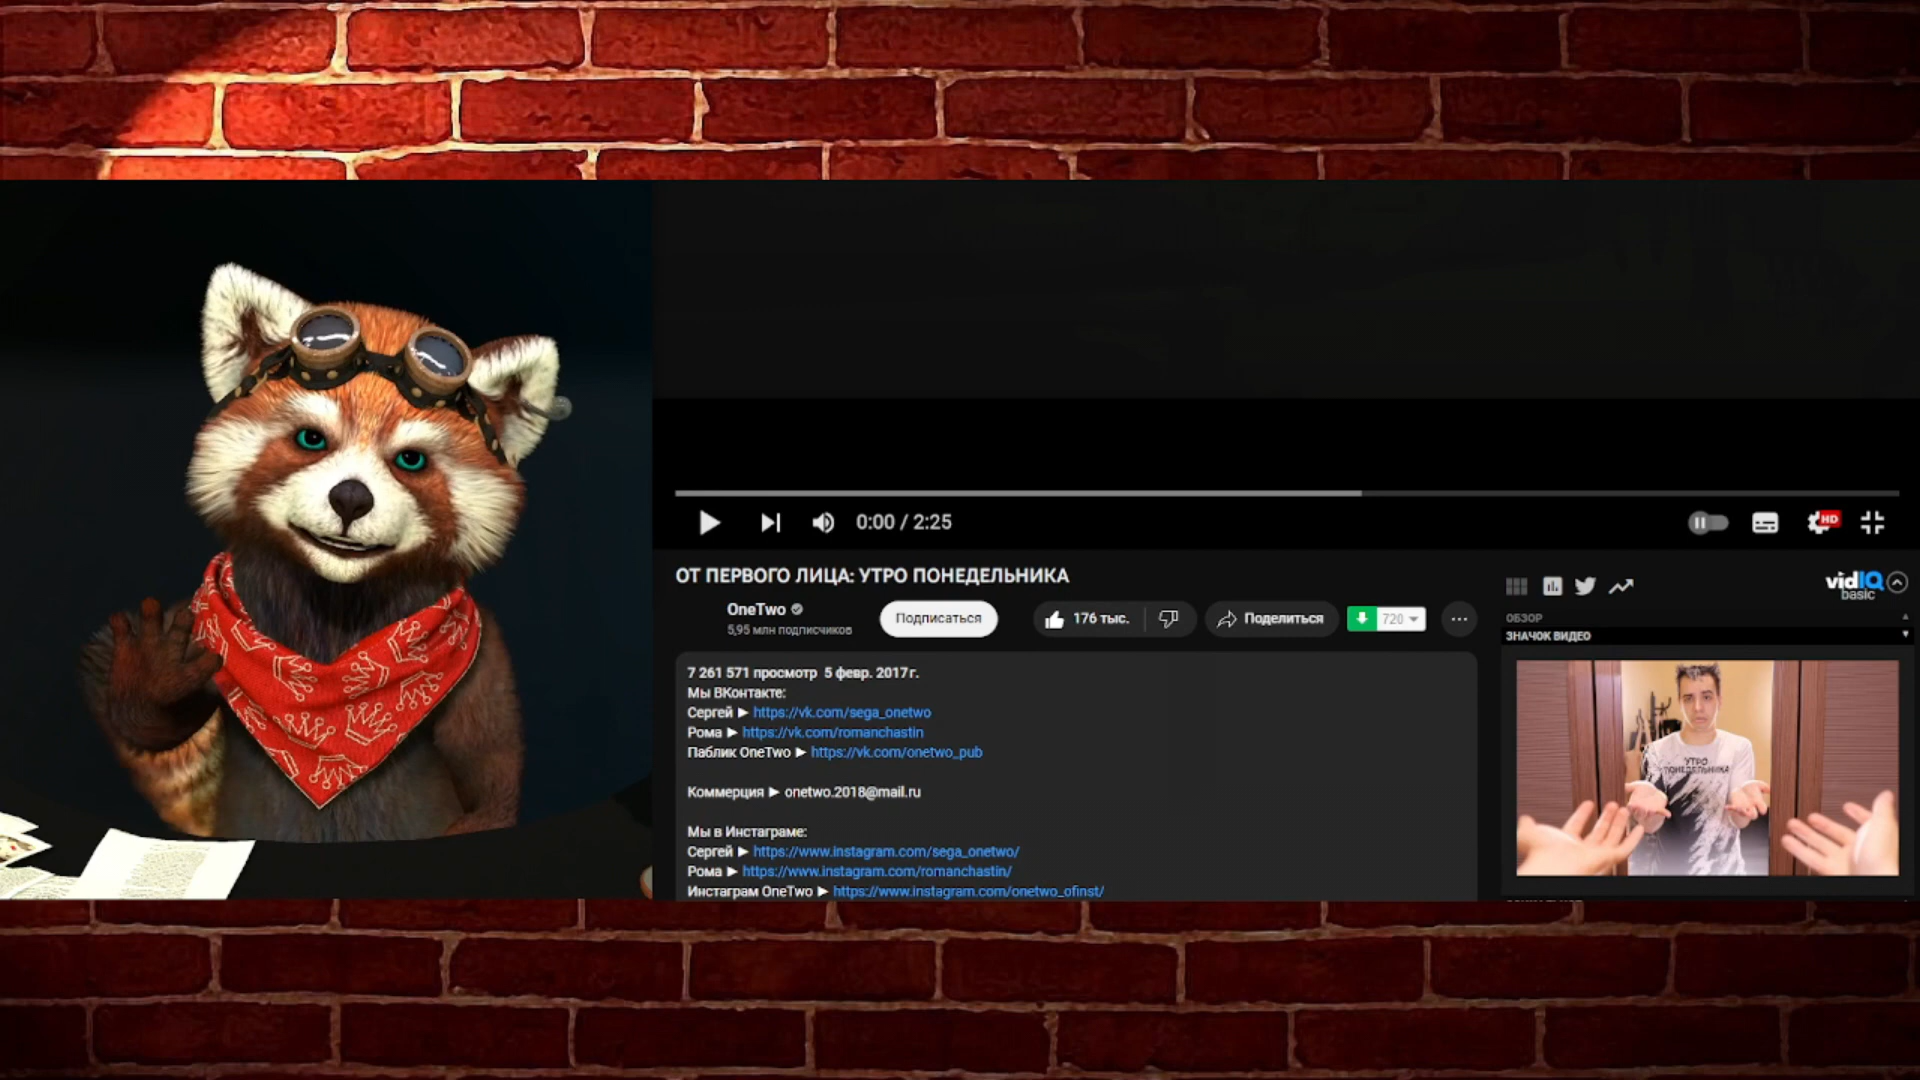 0:00 / 2:25
HD
ОТ ПЕРВОГО ЛИЦА: УТРО ПОНЕДЕЛЬНИКА
OneTwo
5,95 млн подписчиков
Подписаться
176 тыс.
Поделиться
720
7 261 571 просмотр 5 февр. 2017 г.
Мы ВКонтакте:
Сергей ► https://vk.com/sega_onetwo
Рома ► https://vk.com/romanchastin
Паблик OneTwo ► https://vk.com/onetwo_pub
Коммерция ► onetwo.2018@mail.ru
Мы в Инстаграме:
Сергей ► https://www.instagram.com/sega_onetwo/
Рома ► https://www.instagram.com/romanchastin/
Инстаграм OneTwo ► https://www.instagram.com/onetwo_ofinst/
vidIQ
basic
ОБЗОР
ЗНАЧОК ВИДЕО
УТРО
ПОНЕДЕЛЬНИКА